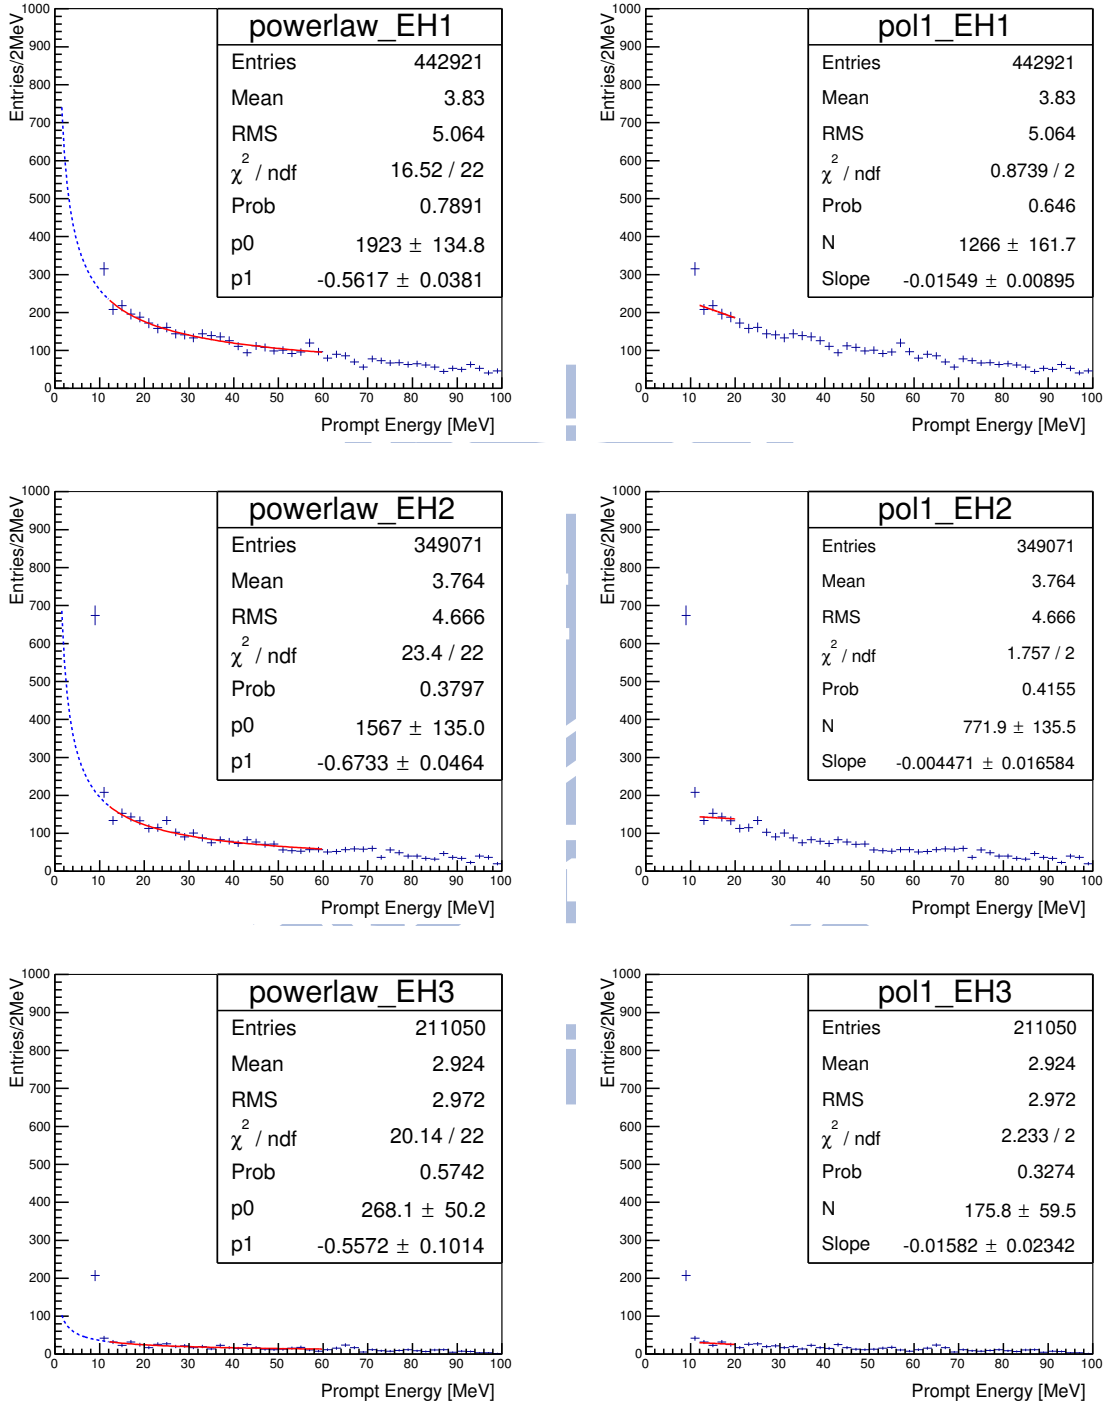 powerlaw_EH1
Entries 442921
Mean 3.83
RMS 5.064
χ² / ndf 16.52 / 22
Prob 0.7891
p0 1923 ± 134.8
p1 -0.5617 ± 0.0381
Entries/2MeV
1000
900
800
700
600
500
400
300
200
100
0
0 10 20 30 40 50 60 70 80 90 100
Prompt Energy [MeV]
pol1_EH1
Entries 442921
Mean 3.83
RMS 5.064
χ² / ndf 0.8739 / 2
Prob 0.646
N 1266 ± 161.7
Slope -0.01549 ± 0.00895
Entries/2MeV
1000
900
800
700
600
500
400
300
200
100
0
0 10 20 30 40 50 60 70 80 90 100
Prompt Energy [MeV]
powerlaw_EH2
Entries 349071
Mean 3.764
RMS 4.666
χ² / ndf 23.4 / 22
Prob 0.3797
p0 1567 ± 135.0
p1 -0.6733 ± 0.0464
Entries/2MeV
1000
900
800
700
600
500
400
300
200
100
0
0 10 20 30 40 50 60 70 80 90 100
Prompt Energy [MeV]
pol1_EH2
Entries 349071
Mean 3.764
RMS 4.666
χ² / ndf 1.757 / 2
Prob 0.4155
N 771.9 ± 135.5
Slope -0.004471 ± 0.016584
Entries/2MeV
1000
900
800
700
600
500
400
300
200
100
0
0 10 20 30 40 50 60 70 80 90 100
Prompt Energy [MeV]
powerlaw_EH3
Entries 211050
Mean 2.924
RMS 2.972
χ² / ndf 20.14 / 22
Prob 0.5742
p0 268.1 ± 50.2
p1 -0.5572 ± 0.1014
Entries/2MeV
1000
900
800
700
600
500
400
300
200
100
0
0 10 20 30 40 50 60 70 80 90 100
Prompt Energy [MeV]
pol1_EH3
Entries 211050
Mean 2.924
RMS 2.972
χ² / ndf 2.233 / 2
Prob 0.3274
N 175.8 ± 59.5
Slope -0.01582 ± 0.02342
Entries/2MeV
1000
900
800
700
600
500
400
300
200
100
0
0 10 20 30 40 50 60 70 80 90 100
Prompt Energy [MeV]